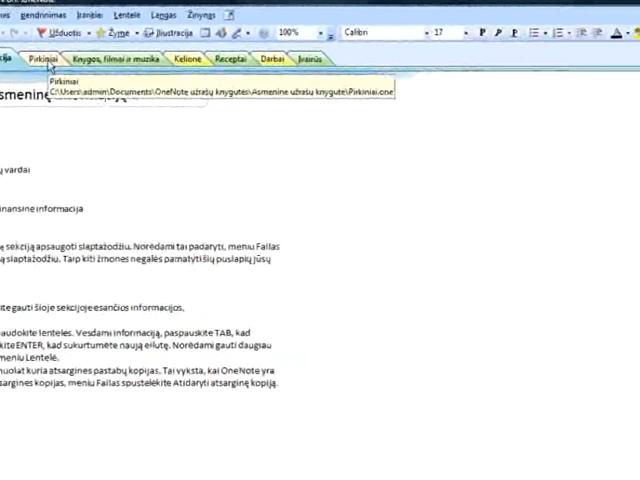 Bendrinimas Įrankiai Lentelė Langas Žinynas
Užduotis Žymė Iliustracija 100% Calibri 17 P P P
cija Pirkiniai Knygos, filmai ir muzika Kelionė Receptai Darbai Įvairūs
Pirkiniai
C:\Users\admin\Documents\OneNote užrašų knygutės\Asmeninė užrašų knygutė\Pirkiniai.one
asmeninę
ų vardai
inansinė informacija
ę sekciją apsaugoti slaptažodžiu. Norėdami tai padaryti, meniu Failas
ą slaptažodžiu. Taip kiti žmonės negalės pamatyti šių puslapių jūsų
ite gauti šioje sekcijoje esančios informacijos,
audokite lenteles. Vesdami informaciją, paspauskite TAB, kad
kite ENTER, kad sukurtumėte naują eilutę. Norėdami gauti daugiau
meniu Lentelė.
nuolat kuria atsargines pastabų kopijas. Tai vyksta, kai OneNote yra
sargines kopijas, meniu Failas spustelėkite Atidaryti atsarginę kopiją.